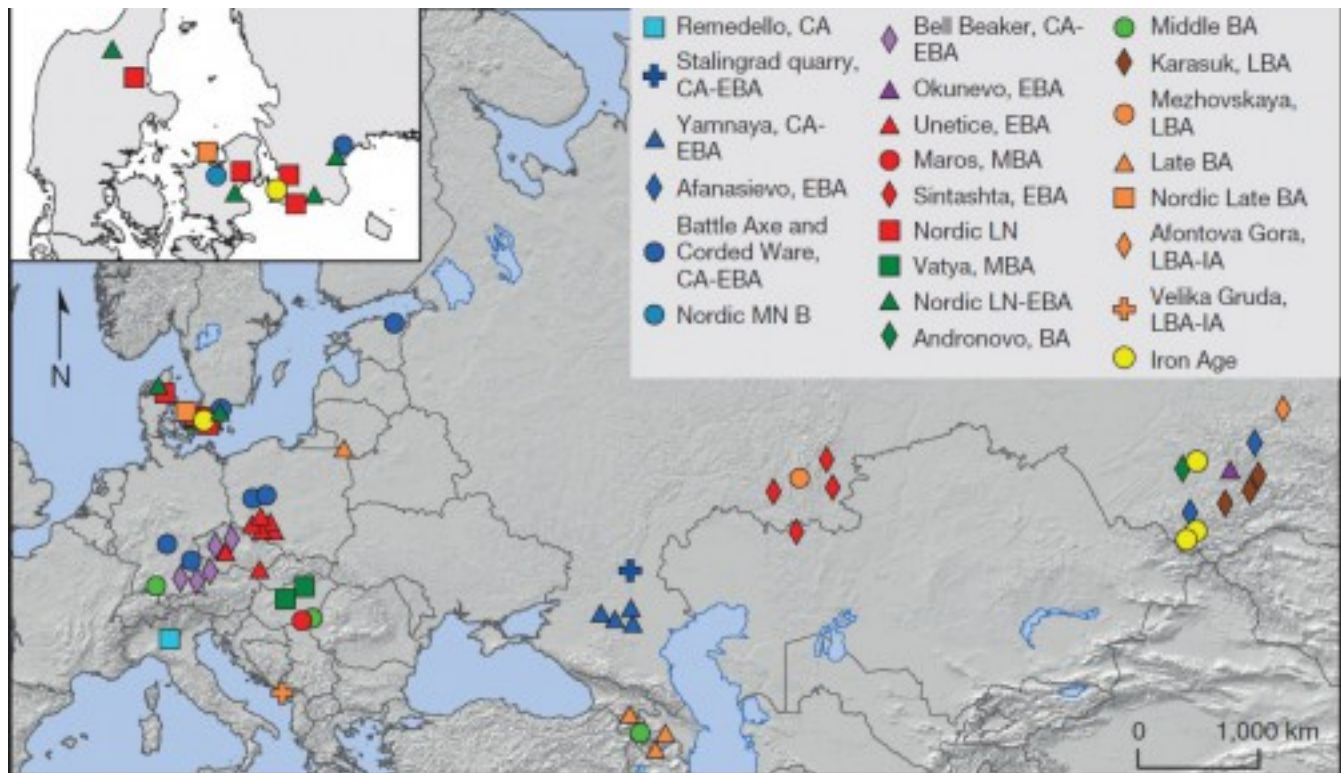 Remedello, CA
Stalingrad quarry,
CA-EBA
Yamnaya, CA-
EBA
Afanasievo, EBA
Battle Axe and
Corded Ware,
CA-EBA
Nordic MN B
Bell Beaker, CA-
EBA
Okunevo, EBA
Unetice, EBA
Maros, MBA
Sintashta, EBA
Nordic LN
Vatya, MBA
Nordic LN-EBA
Andronovo, BA
Middle BA
Karasuk, LBA
Mezhovskaya,
LBA
Late BA
Nordic Late BA
Afontova Gora,
LBA-IA
Velika Gruda,
LBA-IA
Iron Age
N
0 1,000 km